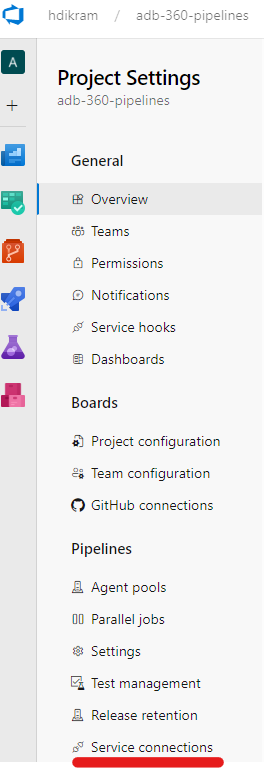 hdikram / adb-360-pipelines
A
+
Project Settings
adb-360-pipelines
General
Overview
Teams
Permissions
Notifications
Service hooks
Dashboards
Boards
Project configuration
Team configuration
GitHub connections
Pipelines
Agent pools
Parallel jobs
Settings
Test management
Release retention
Service connections